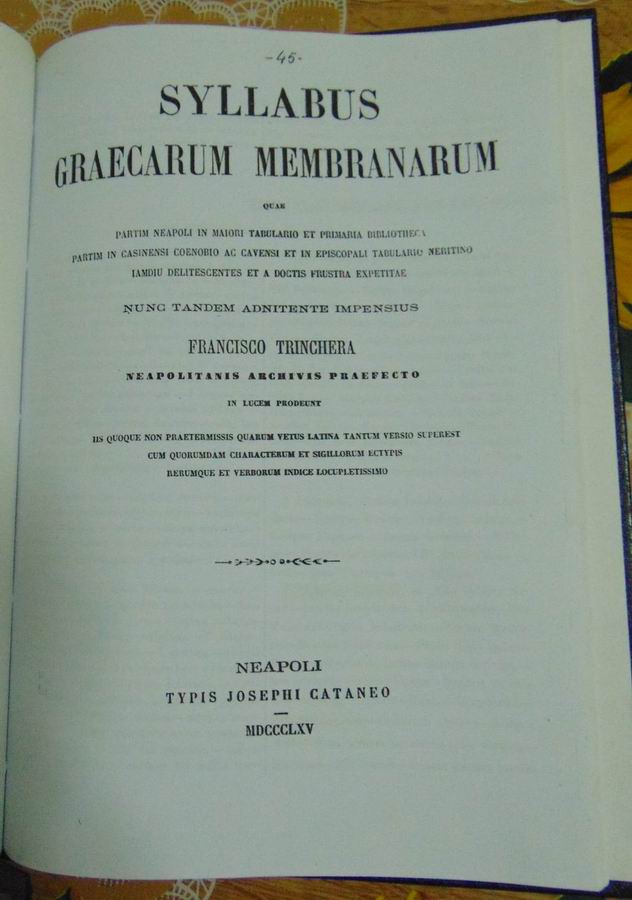 -45-
SYLLABUS
GRAECARUM MEMBRANARUM
QUAE
PARTIM NEAPOLI IN MAIORI TABULARIO ET PRIMARIA BIBLIOTHECA
PARTIM IN CASINENSI COENOBIO AC CAVENSI ET IN EPISCOPALI TABULARIO NERITINO
IAMDIU DELITESCENTES ET A DOCTIS FRUSTRA EXPETITAE
NUNC TANDEM ADNITENTE IMPENSIUS
FRANCISCO TRINCHERA
NEAPOLITANIS ARCHIVIS PRAEFECTO
IN LUCEM PRODEUNT
IIS QUOQUE NON PRAETERMISSIS QUARUM VETUS LATINA TANTUM VERSIO SUPEREST
CUM QUORUMDAM CHARACTERUM ET SIGILLORUM ECTYPIS
RERUMQUE ET VERBORUM INDICE LOCUPLETISSIMO
NEAPOLI
TYPIS JOSEPHI CATANEO
MDCCCLXV